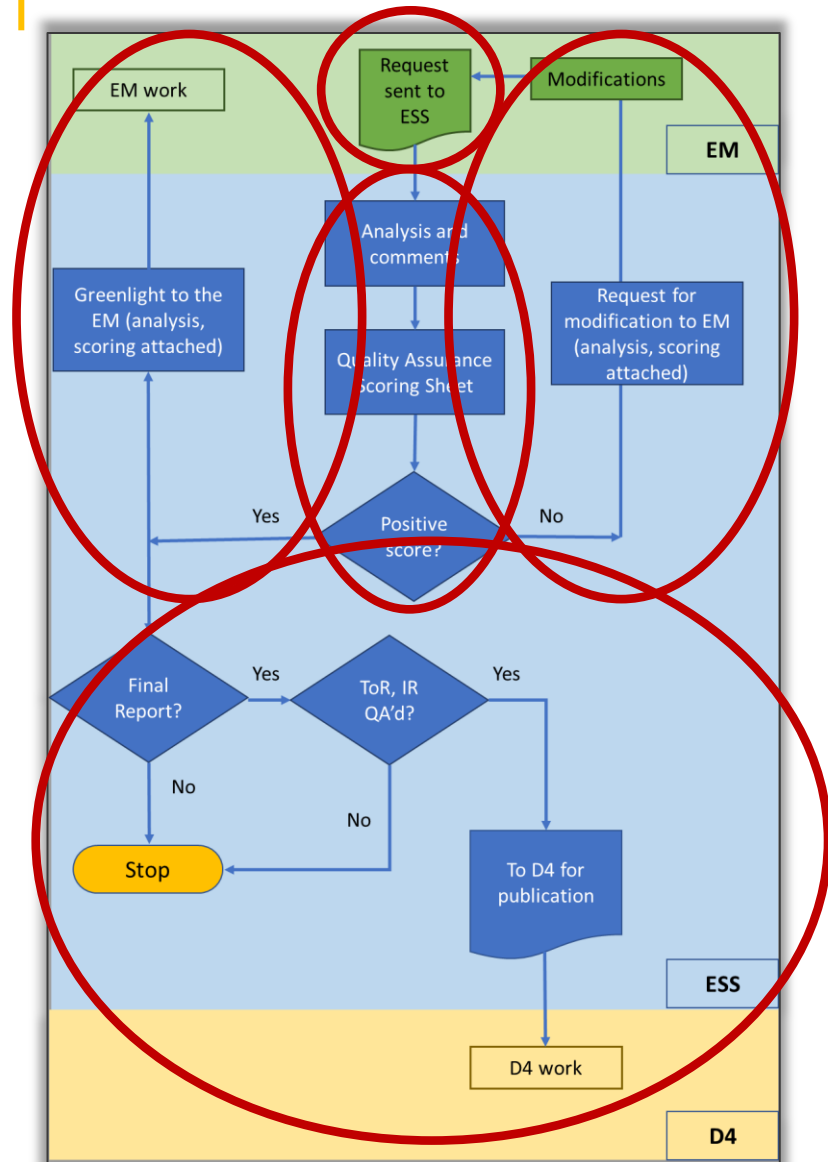 Request
sent to
ESS
Modifications
EM work
EM
Analysis and
comments
Greenlight to the
EM (analysis,
scoring attached)
Request for
modification to EM
(analysis, scoring
attached)
Quality Assurance
Scoring Sheet
Yes
Positive
score?
No
Final
Report?
Yes
ToR, IR
QA'd?
Yes
No
No
Stop
To D4 for
publication
ESS
D4 work
D4